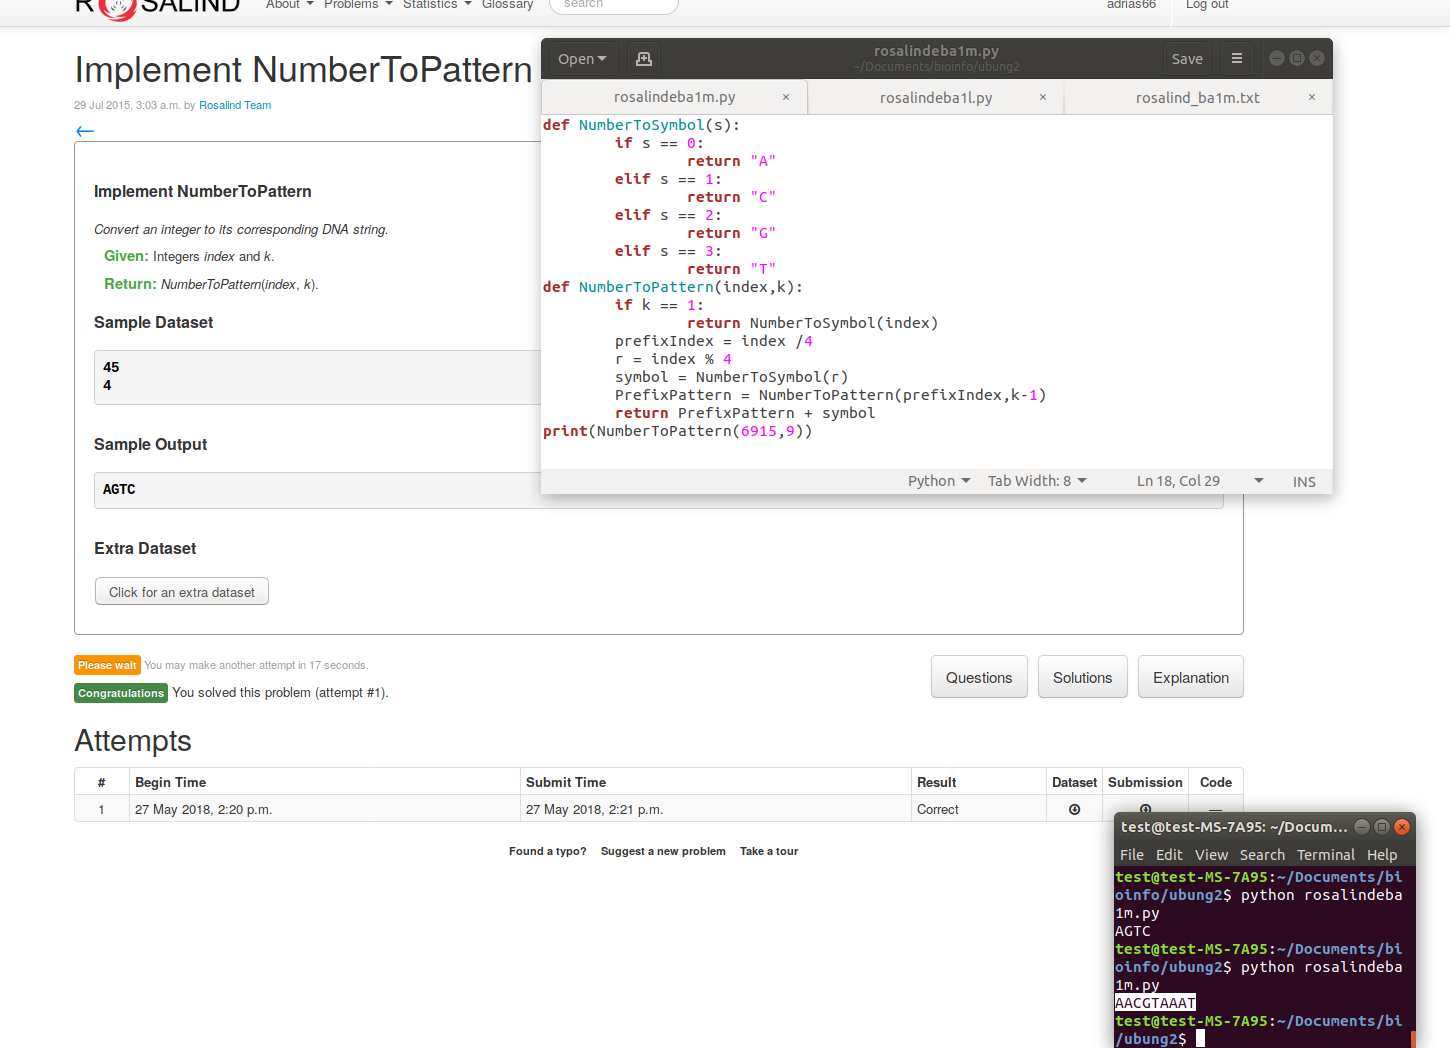 ROSALIND About Problems Statistics Glossary search adrias66 Log out
Implement NumberToPattern
29 Jul 2015, 3:03 a.m. by Rosalind Team
←
Implement NumberToPattern
Convert an integer to its corresponding DNA string.
Given: Integers index and k.
Return: NumberToPattern(index, k).
Sample Dataset
45
4
Sample Output
AGTC
Extra Dataset
Click for an extra dataset
Please wait You may make another attempt in 17 seconds.
Congratulations You solved this problem (attempt #1).
Questions Solutions Explanation
Attempts
# Begin Time Submit Time Result Dataset Submission Code
1 27 May 2018, 2:20 p.m. 27 May 2018, 2:21 p.m. Correct —
Found a typo? Suggest a new problem Take a tour
Open rosalindeba1m.py Save
~/Documents/bioinfo/ubung2
rosalindeba1m.py × rosalindeba1l.py × rosalind_ba1m.txt ×
def NumberToSymbol(s):
if s == 0:
return "A"
elif s == 1:
return "C"
elif s == 2:
return "G"
elif s == 3:
return "T"
def NumberToPattern(index,k):
if k == 1:
return NumberToSymbol(index)
prefixIndex = index /4
r = index % 4
symbol = NumberToSymbol(r)
PrefixPattern = NumberToPattern(prefixIndex,k-1)
return PrefixPattern + symbol
print(NumberToPattern(6915,9))
Python Tab Width: 8 Ln 18, Col 29 INS
test@test-MS-7A95: ~/Docum...
File Edit View Search Terminal Help
test@test-MS-7A95:~/Documents/bi
oinfo/ubung2$ python rosalindeba
1m.py
AGTC
test@test-MS-7A95:~/Documents/bi
oinfo/ubung2$ python rosalindeba
1m.py
AACGTAAAT
test@test-MS-7A95:~/Documents/bi
/ubung2$